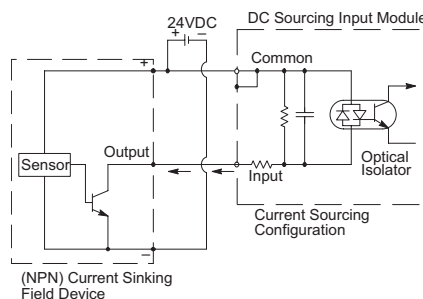 24VDC
+ −
DC Sourcing Input Module
Common
+
Sensor
Output
Input
Optical
Isolator
−
Current Sourcing
Configuration
(NPN) Current Sinking
Field Device